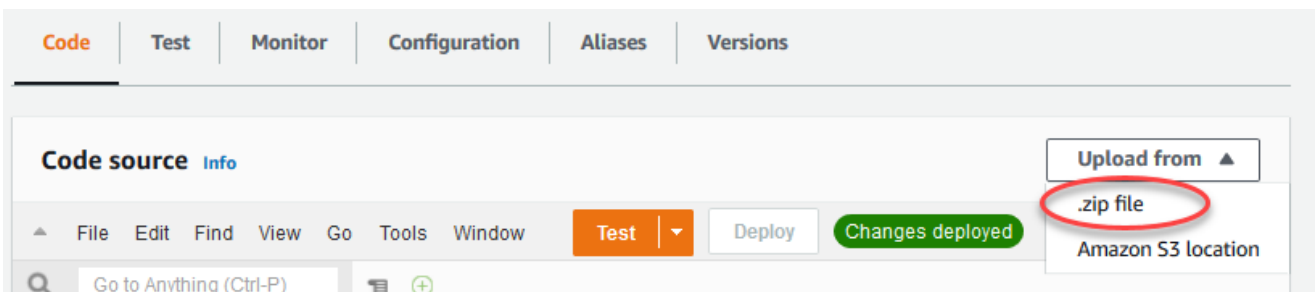 Code Test Monitor Configuration Aliases Versions
Code source Info
Upload from
.zip file
Amazon S3 location
File Edit Find View Go Tools Window
Test
Deploy
Changes deployed
Go to Anything (Ctrl-P)